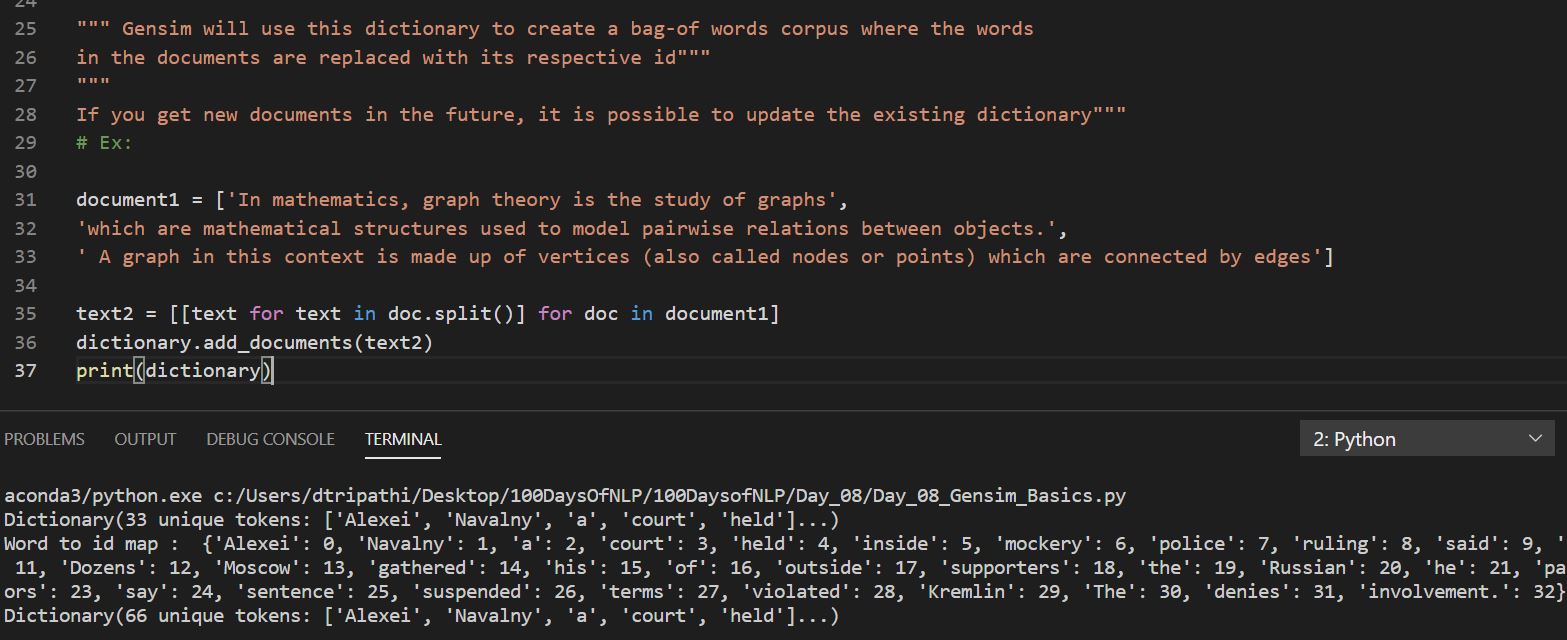 24
25 """ Gensim will use this dictionary to create a bag-of words corpus where the words
26 in the documents are replaced with its respective id"""
27 """
28 If you get new documents in the future, it is possible to update the existing dictionary"""
29 # Ex:
30
31 document1 = ['In mathematics, graph theory is the study of graphs',
32 'which are mathematical structures used to model pairwise relations between objects.',
33 ' A graph in this context is made up of vertices (also called nodes or points) which are connected by edges']
34
35 text2 = [[text for text in doc.split()] for doc in document1]
36 dictionary.add_documents(text2)
37 print(dictionary)
PROBLEMS OUTPUT DEBUG CONSOLE TERMINAL 2: Python
aconda3/python.exe c:/Users/dtripathi/Desktop/100DaysOfNLP/100DaysofNLP/Day_08/Day_08_Gensim_Basics.py
Dictionary(33 unique tokens: ['Alexei', 'Navalny', 'a', 'court', 'held']...)
Word to id map :  {'Alexei': 0, 'Navalny': 1, 'a': 2, 'court': 3, 'held': 4, 'inside': 5, 'mockery': 6, 'police': 7, 'ruling': 8, 'said': 9, '
 11, 'Dozens': 12, 'Moscow': 13, 'gathered': 14, 'his': 15, 'of': 16, 'outside': 17, 'supporters': 18, 'the': 19, 'Russian': 20, 'he': 21, 'pa
ors': 23, 'say': 24, 'sentence': 25, 'suspended': 26, 'terms': 27, 'violated': 28, 'Kremlin': 29, 'The': 30, 'denies': 31, 'involvement.': 32}
Dictionary(66 unique tokens: ['Alexei', 'Navalny', 'a', 'court', 'held']...)